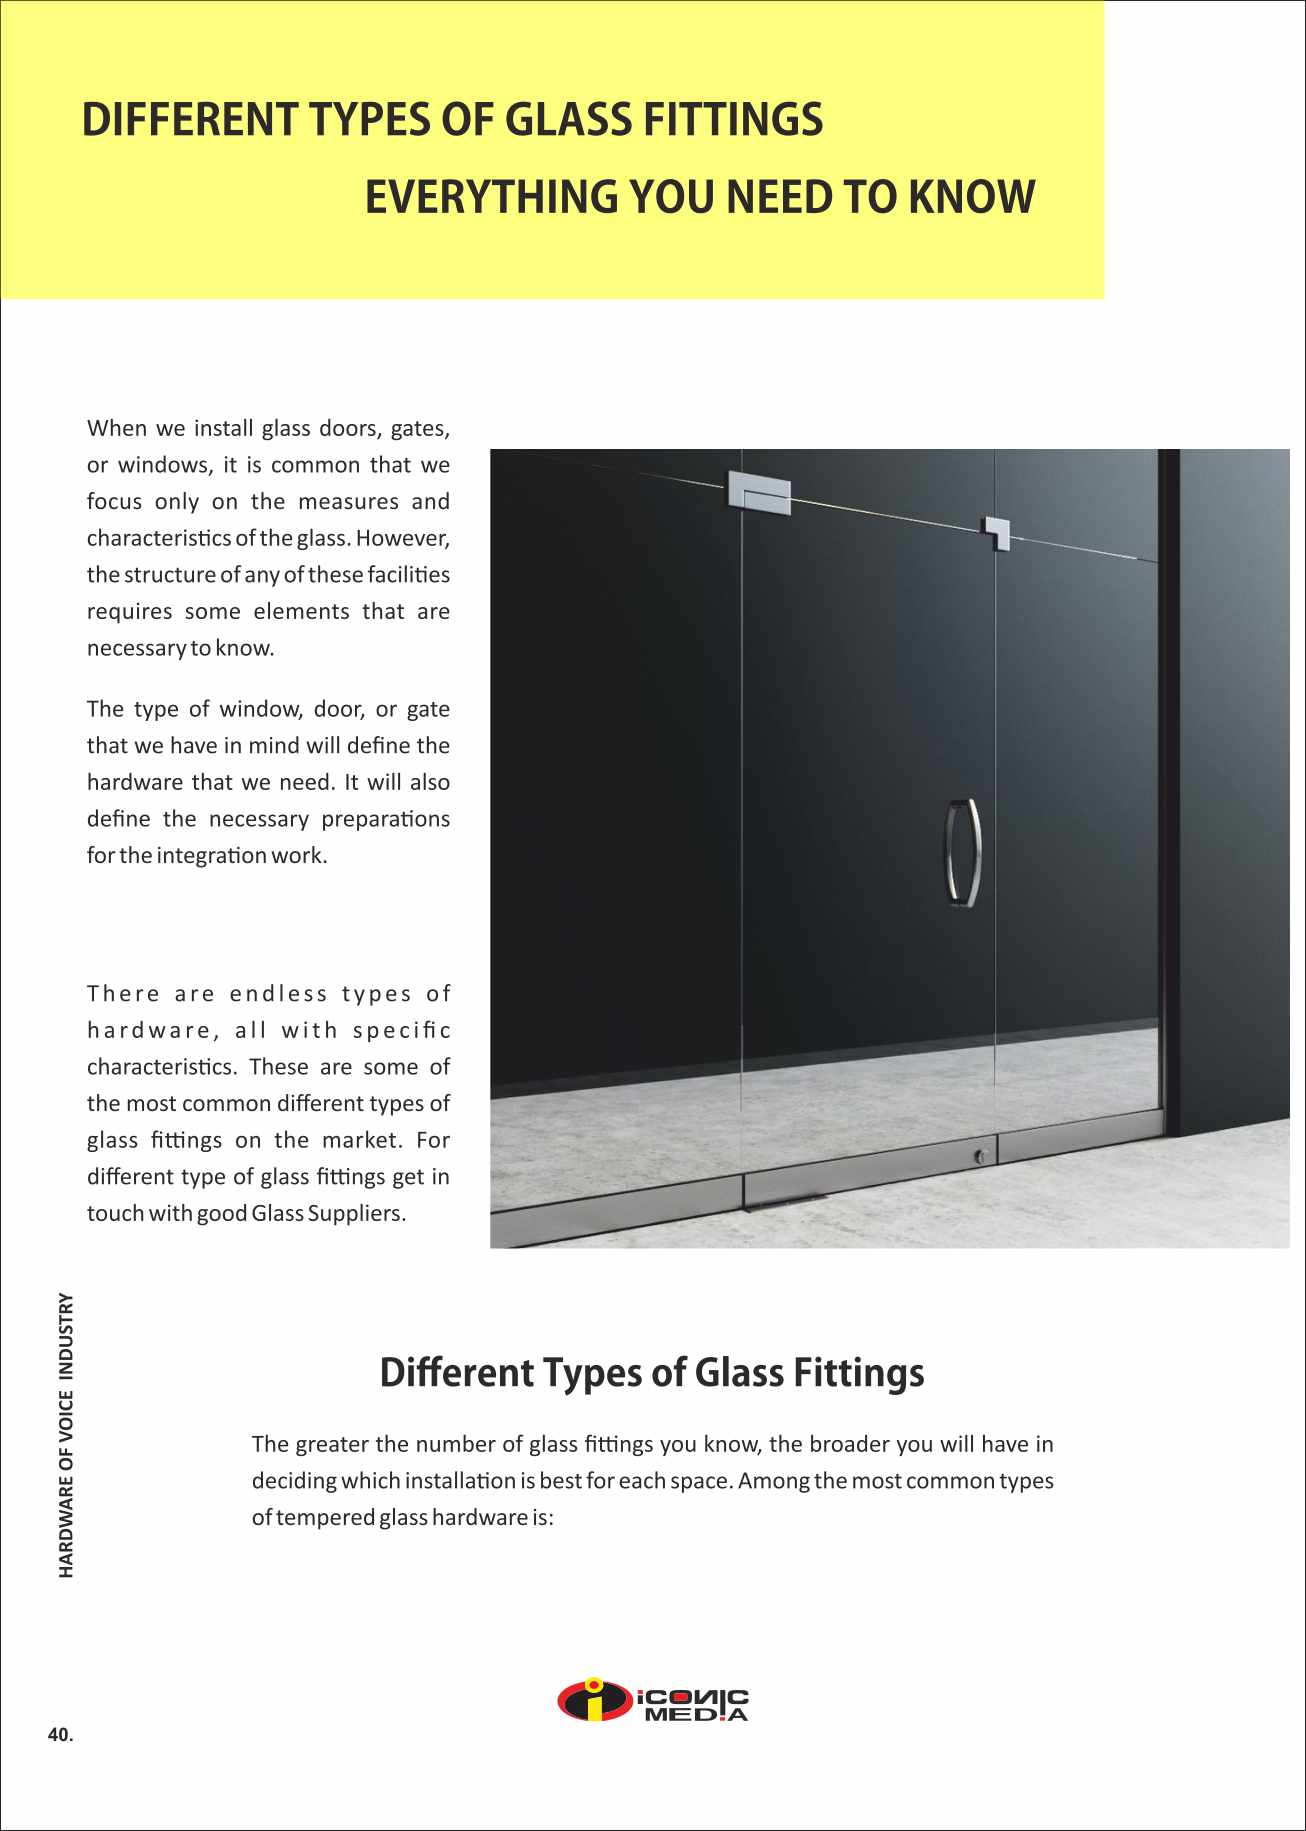 DIFFERENT TYPES OF GLASS FITTINGS
EVERYTHING YOU NEED TO KNOW
When we install glass doors, gates,
or windows, it is common that we
focus only on the measures and
characteristics of the glass. However,
the structure of any of these facilities
requires some elements that are
necessary to know.
The type of window, door, or gate
that we have in mind will define the
hardware that we need. It will also
define the necessary preparations
for the integration work.
There are endless types of
hardware, all with specific
characteristics. These are some of
the most common different types of
glass fittings on the market. For
different type of glass fittings get in
touch with good Glass Suppliers.
HARDWARE OF VOICE INDUSTRY
Different Types of Glass Fittings
The greater the number of glass fittings you know, the broader you will have in
deciding which installation is best for each space. Among the most common types
of tempered glass hardware is:
iCONIC
MEDiA
40.